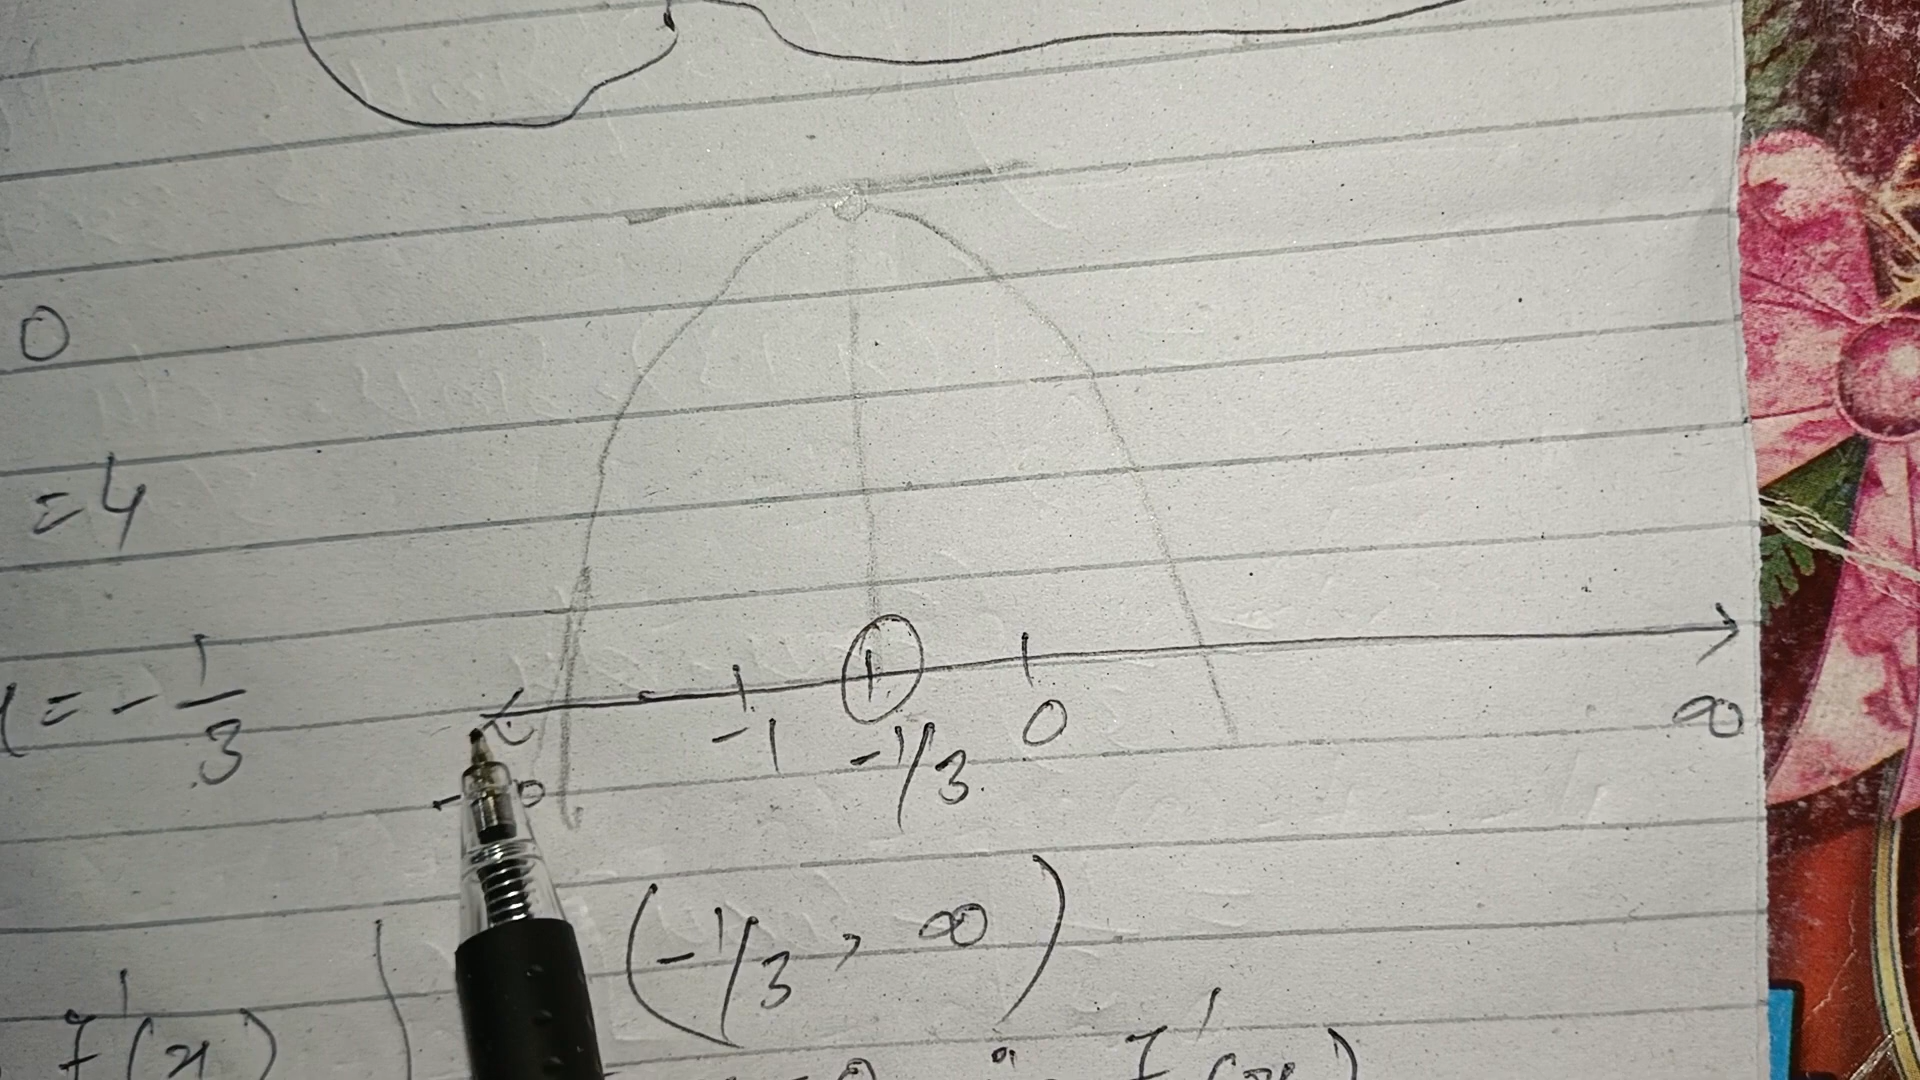 0
= 4
= - 1/3
-1 -1/3 0 ∞
(-1/3, ∞)
f'(x)
f'(x)